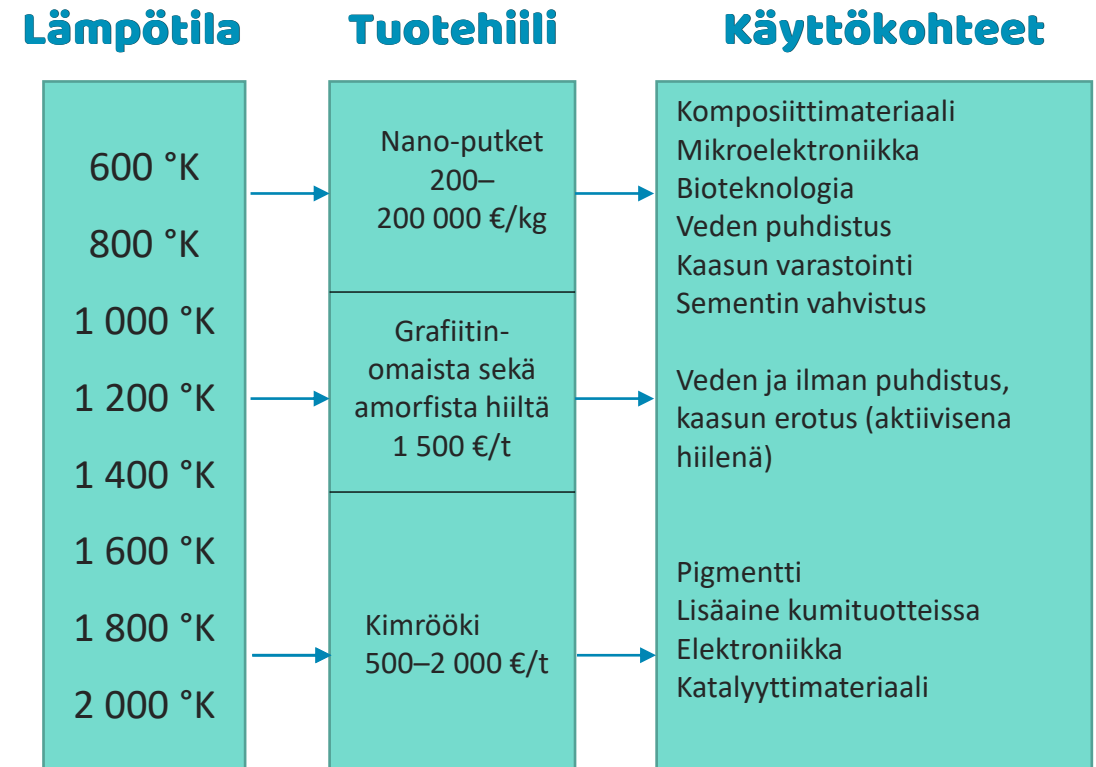 Lämpötila
Tuotehiili
Käyttökohteet
600 °K
800 °K
1 000 °K
1 200 °K
1 400 °K
1 600 °K
1 800 °K
2 000 °K
Nano-putket
200–
200 000 €/kg
Grafiitin-
omaista sekä
amorfista hiiltä
1 500 €/t
Kimrööki
500–2 000 €/t
Komposiittimateriaali
Mikroelektroniikka
Bioteknologia
Veden puhdistus
Kaasun varastointi
Sementin vahvistus
Veden ja ilman puhdistus,
kaasun erotus (aktiivisena
hiilenä)
Pigmentti
Lisäaine kumituotteissa
Elektroniikka
Katalyyttimateriaali